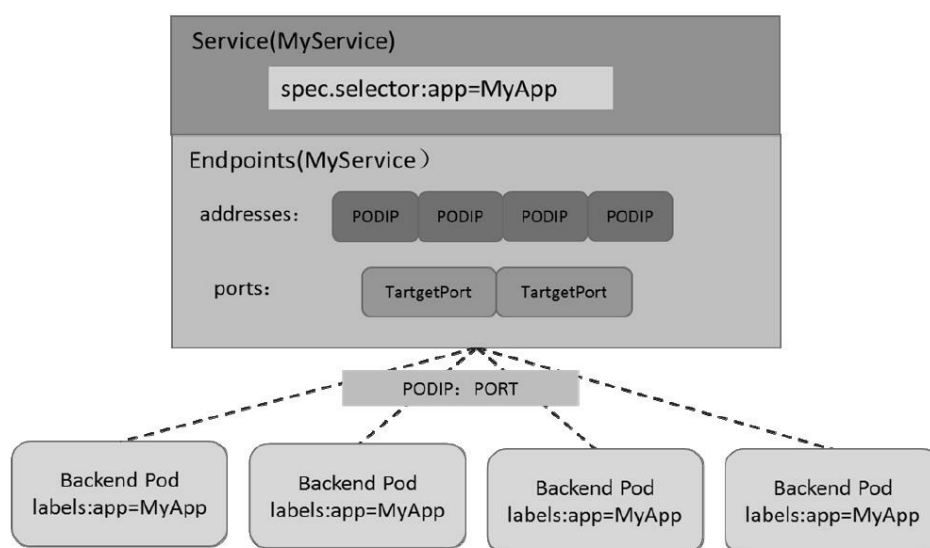 Service(MyService)
spec.selector:app=MyApp
Endpoints(MyService）
addresses： PODIP PODIP PODIP PODIP
ports： TartgetPort TartgetPort
PODIP： PORT
Backend Pod
labels:app=MyApp
Backend Pod
labels:app=MyApp
Backend Pod
labels:app=MyApp
Backend Pod
labels:app=MyApp